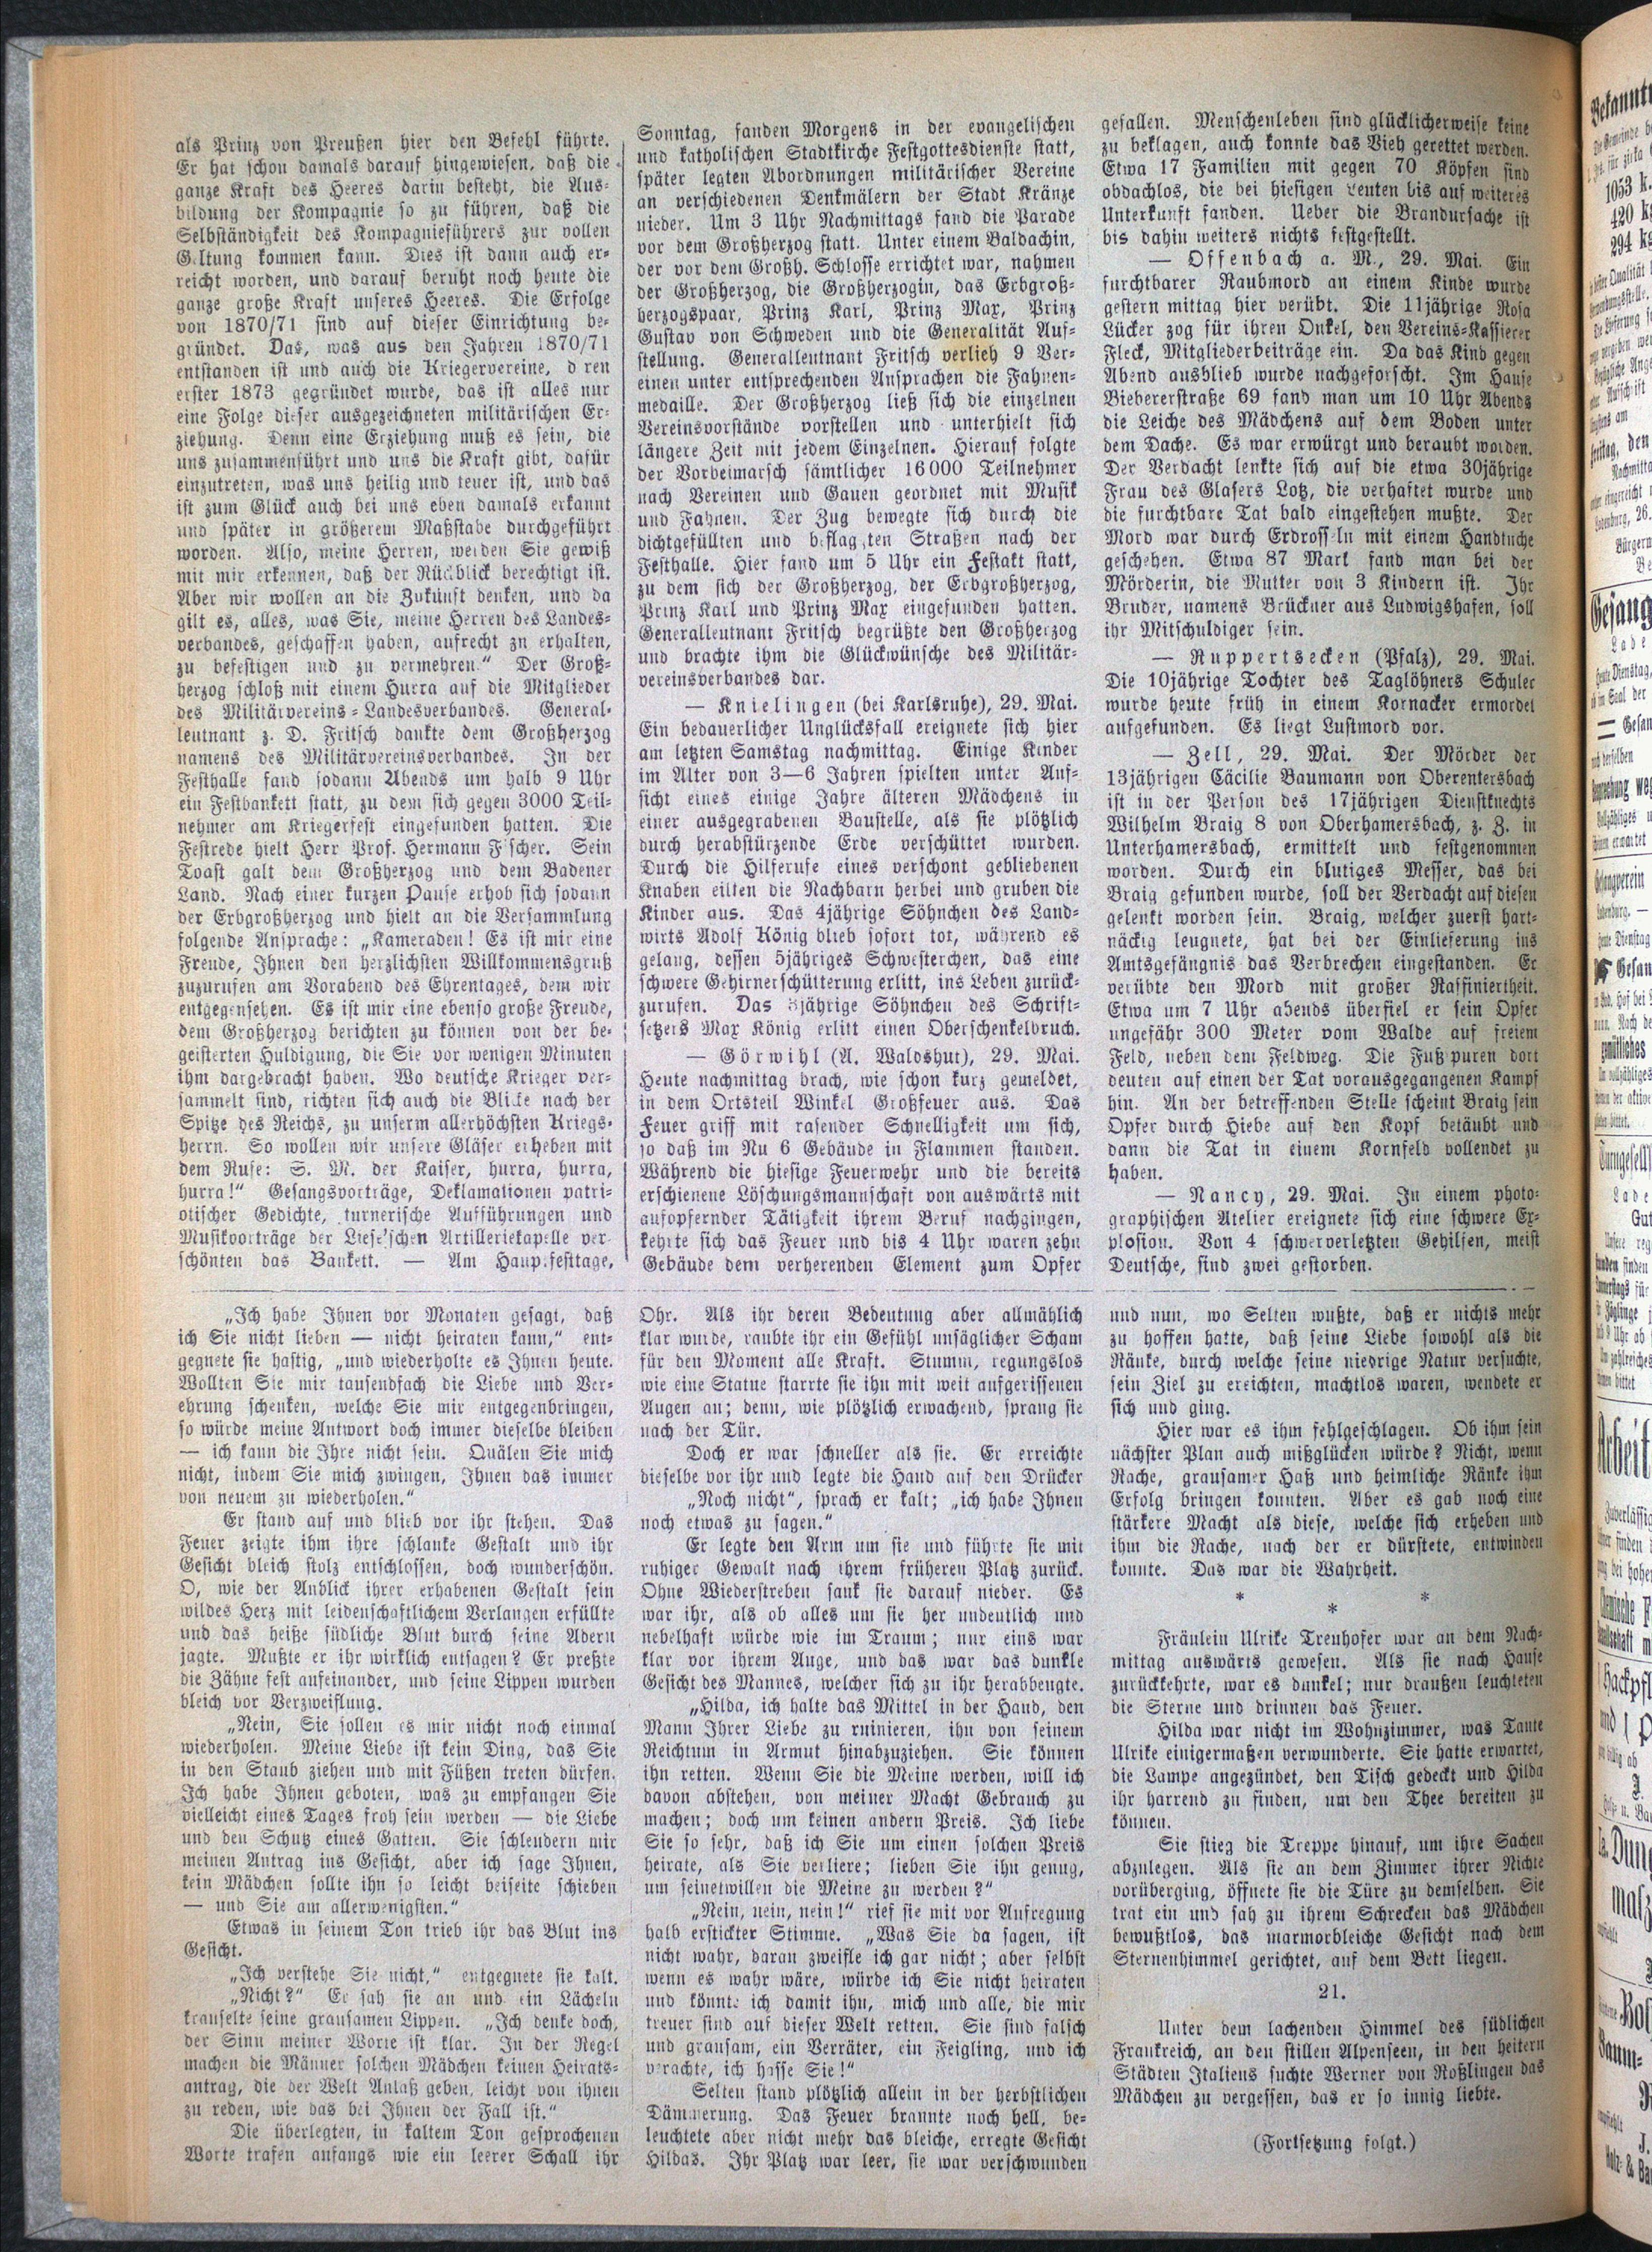 als Prinz von Preußen hier den Befehl führte.
Er hat schon damals darauf hingewiesen, daß die
ganze Kraft des Heeres darin besteht, die Aus-
bildung der Kompagnie so zu führen, daß die
Selbständigkeit des Kompagnieführers zur vollen
Geltung kommen kann. Dies ist dann auch er-
reicht worden, und darauf beruht noch heute die
ganze große Kraft unseres Heeres. Die Erfolge
von 1870/71 sind auf dieser Einrichtung be-
gründet. Das, was aus den Jahren 1870/71
entstanden ist und auch die Kriegervereine, deren
erster 1873 gegründet wurde, das ist alles nur
eine Folge dieser ausgezeichneten militärischen Er-
ziehung. Denn eine Erziehung muß es sein, die
uns zusammenführt und uns die Kraft gibt, dafür
einzutreten, was uns heilig und teuer ist, und das
ist zum Glück auch bei uns eben damals erkannt
und später in größerem Maßstabe durchgeführt
worden. Also, meine Herren, werden Sie gewiß
mit mir erkennen, daß der Rückblick berechtigt ist.
Aber wir wollen an die Zukunft denken, und da
gilt es, alles, was Sie, meine Herren des Landes-
verbandes, geschaffen haben, aufrecht zu erhalten,
zu befestigen und zu vermehren." Der Groß-
herzog schloß mit einem Hurra auf die Mitglieder
des Militärvereins-Landesverbandes. General-
leutnant z. D. Fritsch dankte dem Großherzog
namens des Militärvereinsverbandes. In der
Festhalle fand sodann Abends um halb 9 Uhr
ein Festbankett statt, zu dem sich gegen 3000 Teil-
nehmer am Kriegerfest eingefunden hatten. Die
Festrede hielt Herr Prof. Hermann Fischer. Sein
Toast galt dem Großherzog und dem Badener
Land. Nach einer kurzen Pause erhob sich sodann
der Erbgroßherzog und hielt an die Versammlung
folgende Ansprache: „Kameraden! Es ist mir eine
Freude, Ihnen den herzlichsten Willkommensgruß
zuzurufen am Vorabend des Ehrentages, dem wir
entgegensehen. Es ist mir eine ebenso große Freude,
dem Großherzog berichten zu können von der be-
geisterten Huldigung, die Sie vor wenigen Minuten
ihm dargebracht haben. Wo deutsche Krieger ver-
sammelt sind, richten sich auch die Blicke nach der
Spitze des Reichs, zu unserm allerhöchsten Kriegs-
herrn. So wollen wir unsere Gläser erheben mit
dem Rufe: S. M. der Kaiser, hurra, hurra,
hurra!" Gesangsvorträge, Deklamationen patri-
otischer Gedichte, turnerische Aufführungen und
Musikvorträge der Liese'schen Artilleriekapelle ver-
schönten das Bankett. — Am Hauptfesttage,
Sonntag, fanden Morgens in der evangelischen
und katholischen Stadtkirche Festgottesdienste statt,
später legten Abordnungen militärischer Vereine
an verschiedenen Denkmälern der Stadt Kränze
nieder. Um 3 Uhr Nachmittags fand die Parade
vor dem Großherzog statt. Unter einem Baldachin,
der vor dem Großh. Schlosse errichtet war, nahmen
der Großherzog, die Großherzogin, das Erbgroß-
herzogspaar, Prinz Karl, Prinz Max, Prinz
Gustav von Schweden und die Generalität Auf-
stellung. Generalleutnant Fritsch verlieh 9 Ver-
einen unter entsprechenden Ansprachen die Fahnen-
medaille. Der Großherzog ließ sich die einzelnen
Vereinsvorstände vorstellen und unterhielt sich
längere Zeit mit jedem Einzelnen. Hierauf folgte
der Vorbeimarsch sämtlicher 16000 Teilnehmer
nach Vereinen und Gauen geordnet mit Musik
und Fahnen. Der Zug bewegte sich durch die
dichtgefüllten und beflaggten Straßen nach der
Festhalle. Hier fand um 5 Uhr ein Festakt statt,
zu dem sich der Großherzog, der Erbgroßherzog,
Prinz Karl und Prinz Max eingefunden hatten.
Generalleutnant Fritsch begrüßte den Großherzog
und brachte ihm die Glückwünsche des Militär-
vereinsverbandes dar.
— Knielingen (bei Karlsruhe), 29. Mai.
Ein bedauerlicher Unglücksfall ereignete sich hier
am letzten Samstag nachmittag. Einige Kinder
im Alter von 3—6 Jahren spielten unter Auf-
sicht eines einige Jahre älteren Mädchens in
einer ausgegrabenen Baustelle, als sie plötzlich
durch herabstürzende Erde verschüttet wurden.
Durch die Hilferufe eines verschont gebliebenen
Knaben eilten die Nachbarn herbei und gruben die
Kinder aus. Das 4jährige Söhnchen des Land-
wirts Adolf König blieb sofort tot, während es
gelang, dessen 5jähriges Schwesterchen, das eine
schwere Gehirnerschütterung erlitt, ins Leben zurück-
zurufen. Das 3jährige Söhnchen des Schrift-
setzers Max König erlitt einen Oberschenkelbruch.
— Görwihl (A. Waldshut), 29. Mai.
Heute nachmittag brach, wie schon kurz gemeldet,
in dem Ortsteil Winkel Großfeuer aus. Das
Feuer griff mit rasender Schnelligkeit um sich,
so daß im Nu 6 Gebäude in Flammen standen.
Während die hiesige Feuerwehr und die bereits
erschienene Löschungsmannschaft von auswärts mit
aufopfernder Tätigkeit ihrem Beruf nachgingen,
kehrte sich das Feuer und bis 4 Uhr waren zehn
Gebäude dem verherenden Element zum Opfer
gefallen. Menschenleben sind glücklicherweise keine
zu beklagen, auch konnte das Vieh gerettet werden.
Etwa 17 Familien mit gegen 70 Köpfen sind
obdachlos, die bei hiesigen Leuten bis auf weiteres
Unterkunft fanden. Ueber die Brandursache ist
bis dahin weiters nichts festgestellt.
— Offenbach a. M., 29. Mai. Ein
furchtbarer Raubmord an einem Kinde wurde
gestern mittag hier verübt. Die 11jährige Rosa
Lücker zog für ihren Onkel, den Vereins-Kassierer
Fleck, Mitgliederbeiträge ein. Da das Kind gegen
Abend ausblieb wurde nachgeforscht. Im Hause
Biebererstraße 69 fand man um 10 Uhr Abends
die Leiche des Mädchens auf dem Boden unter
dem Dache. Es war erwürgt und beraubt worden.
Der Verdacht lenkte sich auf die etwa 30jährige
Frau des Glasers Lotz, die verhaftet wurde und
die furchtbare Tat bald eingestehen mußte. Der
Mord war durch Erdrosseln mit einem Handtuche
geschehen. Etwa 87 Mark fand man bei der
Mörderin, die Mutter von 3 Kindern ist. Ihr
Bruder, namens Brückner aus Ludwigshafen, soll
ihr Mitschuldiger sein.
— Ruppertsecken (Pfalz), 29. Mai.
Die 10jährige Tochter des Taglöhners Schuler
wurde heute früh in einem Kornacker ermordet
aufgefunden. Es liegt Lustmord vor.
— Zell, 29. Mai. Der Mörder der
13jährigen Cäcilie Baumann von Oberentersbach
ist in der Person des 17jährigen Dienstknechts
Wilhelm Braig 8 von Oberhamersbach, z. Z. in
Unterhamersbach, ermittelt und festgenommen
worden. Durch ein blutiges Messer, das bei
Braig gefunden wurde, soll der Verdacht auf diesen
gelenkt worden sein. Braig, welcher zuerst hart-
näckig leugnete, hat bei der Einlieferung ins
Amtsgefängnis das Verbrechen eingestanden. Er
verübte den Mord mit großer Raffiniertheit.
Etwa um 7 Uhr abends überfiel er sein Opfer
ungefähr 300 Meter vom Walde auf freiem
Feld, neben dem Feldweg. Die Fußspuren dort
deuten auf einen der Tat vorausgegangenen Kampf
hin. An der betreffenden Stelle scheint Braig sein
Opfer durch Hiebe auf den Kopf betäubt und
dann die Tat in einem Kornfeld vollendet zu
haben.
— Nancy, 29. Mai. In einem photo-
graphischen Atelier ereignete sich eine schwere Ex-
plosion. Von 4 schwerverletzten Gehilfen, meist
Deutsche, sind zwei gestorben.
„Ich habe Ihnen vor Monaten gesagt, daß
ich Sie nicht lieben — nicht heiraten kann," ent-
gegnete sie hastig, „und wiederholte es Ihnen heute.
Wollten Sie mir tausendfach die Liebe und Ver-
ehrung schenken, welche Sie mir entgegenbringen,
so würde meine Antwort doch immer dieselbe bleiben
— ich kann die Ihre nicht sein. Quälen Sie mich
nicht, indem Sie mich zwingen, Ihnen das immer
von neuem zu wiederholen."
Er stand auf und blieb vor ihr stehen. Das
Feuer zeigte ihm ihre schlanke Gestalt und ihr
Gesicht bleich stolz entschlossen, doch wunderschön.
O, wie der Anblick ihrer erhabenen Gestalt sein
wildes Herz mit leidenschaftlichem Verlangen erfüllte
und das heiße südliche Blut durch seine Adern
jagte. Mußte er ihr wirklich entsagen? Er preßte
die Zähne fest aufeinander, und seine Lippen wurden
bleich vor Verzweiflung.
„Nein, Sie sollen es mir nicht noch einmal
wiederholen. Meine Liebe ist kein Ding, das Sie
in den Staub ziehen und mit Füßen treten dürfen.
Ich habe Ihnen geboten, was zu empfangen Sie
vielleicht eines Tages froh sein werden — die Liebe
und den Schutz eines Gatten. Sie schleudern mir
meinen Antrag ins Gesicht, aber ich sage Ihnen,
kein Mädchen sollte ihn so leicht beiseite schieben
— und Sie am allerwenigsten."
Etwas in seinem Ton trieb ihr das Blut ins
Gesicht.
„Ich verstehe Sie nicht," entgegnete sie kalt.
„Nicht?" Er sah sie an und ein Lächeln
kräuselte seine grausamen Lippen. „Ich denke doch,
der Sinn meiner Worte ist klar. In der Regel
machen die Männer solchen Mädchen keinen Heirats-
antrag, die der Welt Anlaß geben, leicht von ihnen
zu reden, wie das bei Ihnen der Fall ist."
Die überlegten, in kaltem Ton gesprochenen
Worte trafen anfangs wie ein leerer Schall ihr
Ohr. Als ihr deren Bedeutung aber allmählich
klar wurde, raubte ihr ein Gefühl unsäglicher Scham
für den Moment alle Kraft. Stumm, regungslos
wie eine Statue starrte sie ihn mit weit aufgerissenen
Augen an; denn, wie plötzlich erwachend, sprang sie
nach der Tür.
Doch er war schneller als sie. Er erreichte
dieselbe vor ihr und legte die Hand auf den Drücker
„Noch nicht", sprach er kalt; „ich habe Ihnen
noch etwas zu sagen."
Er legte den Arm um sie und führte sie mit
ruhiger Gewalt nach ihrem früheren Platz zurück.
Ohne Wiederstreben sank sie darauf nieder. Es
war ihr, als ob alles um sie her undeutlich und
nebelhaft würde wie im Traum; nur eins war
klar vor ihrem Auge, und das war das dunkle
Gesicht des Mannes, welcher sich zu ihr herabbeugte.
„Hilda, ich halte das Mittel in der Hand, den
Mann Ihrer Liebe zu ruinieren, ihn von seinem
Reichtum in Armut hinabzuziehen. Sie können
ihn retten. Wenn Sie die Meine werden, will ich
davon abstehen, von meiner Macht Gebrauch zu
machen; doch um keinen andern Preis. Ich liebe
Sie so sehr, daß ich Sie um einen solchen Preis
heirate, als Sie verliere; lieben Sie ihn genug,
um seinetwillen die Meine zu werden?"
„Nein, nein, nein!" rief sie mit vor Aufregung
halb erstickter Stimme. „Was Sie da sagen, ist
nicht wahr, daran zweifle ich gar nicht; aber selbst
wenn es wahr wäre, würde ich Sie nicht heiraten
und könnte ich damit ihn, mich und alle, die mir
treuer sind auf dieser Welt retten. Sie sind falsch
und grausam, ein Verräter, ein Feigling, und ich
verachte, ich hasse Sie!"
Selten stand plötzlich allein in der herbstlichen
Dämmerung. Das Feuer brannte noch hell, be-
leuchtete aber nicht mehr das bleiche, erregte Gesicht
Hildas. Ihr Platz war leer, sie war verschwunden
und nun, wo Selten wußte, daß er nichts mehr
zu hoffen hatte, daß seine Liebe sowohl als die
Ränke, durch welche seine niedrige Natur versuchte,
sein Ziel zu erreichten, machtlos waren, wendete er
sich und ging.
Hier war es ihm fehlgeschlagen. Ob ihm sein
nächster Plan auch mißglücken würde? Nicht, wenn
Rache, grausamer Haß und heimliche Ränke ihm
Erfolg bringen konnten. Aber es gab noch eine
stärkere Macht als diese, welche sich erheben und
ihm die Rache, nach der er dürstete, entwinden
konnte. Das war die Wahrheit.
* * *
Fräulein Ulrike Treuhofer war an dem Nach-
mittag auswärts gewesen. Als sie nach Hause
zurückkehrte, war es dunkel; nur draußen leuchteten
die Sterne und drinnen das Feuer.
Hilda war nicht im Wohnzimmer, was Tante
Ulrike einigermaßen verwunderte. Sie hatte erwartet,
die Lampe angezündet, den Tisch gedeckt und Hilda
ihr harrend zu finden, um den Thee bereiten zu
können.
Sie stieg die Treppe hinauf, um ihre Sachen
abzulegen. Als sie an dem Zimmer ihrer Nichte
vorüberging, öffnete sie die Türe zu demselben. Sie
trat ein und sah zu ihrem Schrecken das Mädchen
bewußtlos, das marmorbleiche Gesicht nach dem
Sternenhimmel gerichtet, auf dem Bett liegen.
21.
Unter dem lachenden Himmel des südlichen
Frankreich, an den stillen Alpenseen, in den heitern
Städten Italiens suchte Werner von Roßlingen das
Mädchen zu vergessen, das er so innig liebte.
(Fortsetzung folgt.)